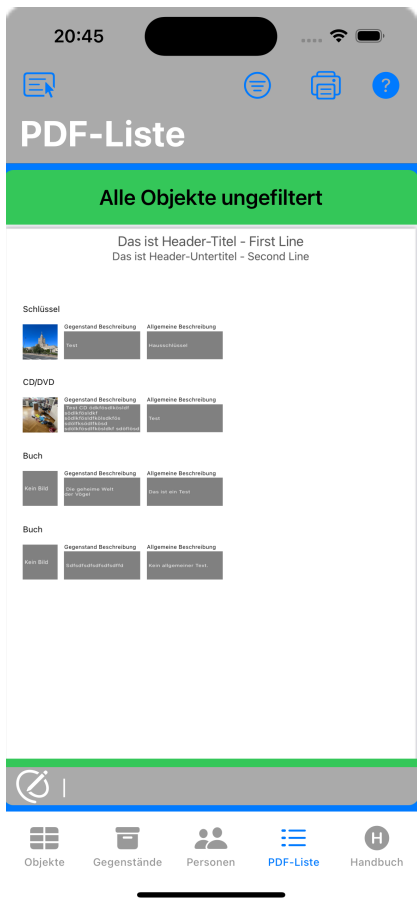 20:45
PDF-Liste
Alle Objekte ungefiltert
Das ist Header-Titel - First Line
Das ist Header-Untertitel - Second Line
Schlüssel
Gegenstand Beschreibung
Allgemeine Beschreibung
Test
Hausschlüssel
CD/DVD
Gegenstand Beschreibung
Allgemeine Beschreibung
Test CD
Test
Buch
Gegenstand Beschreibung
Allgemeine Beschreibung
Kein Bild
Die geheime Welt
der Vögel
Das ist ein Text
Buch
Gegenstand Beschreibung
Allgemeine Beschreibung
Kein Bild
Kein allgemeiner Text.
Objekte
Gegenstände
Personen
PDF-Liste
H
Handbuch